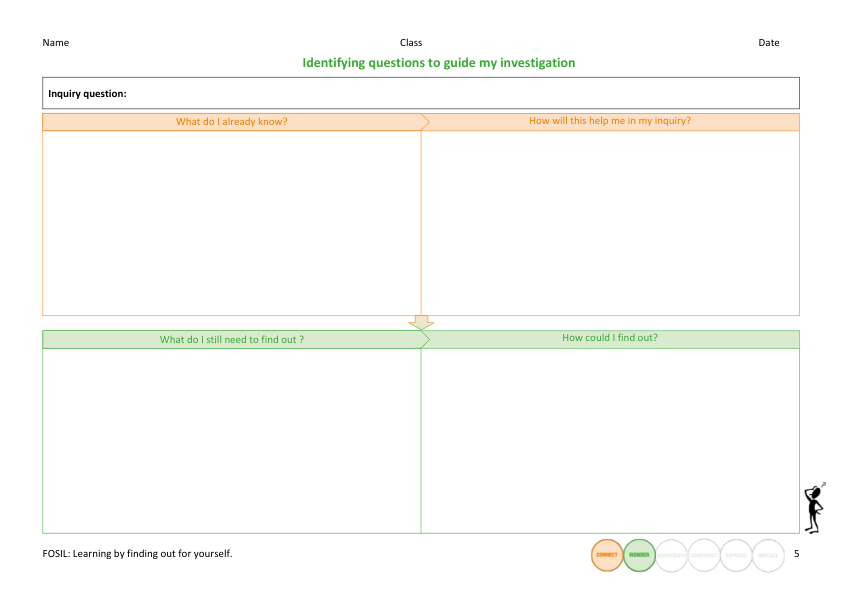 Name Class Date
Identifying questions to guide my investigation
Inquiry question:
What do I already know? How will this help me in my inquiry?
What do I still need to find out ? How could I find out?
FOSIL: Learning by finding out for yourself. CONNECT WONDER INVESTIGATE CONSTRUCT EXPRESS REFLECT 5